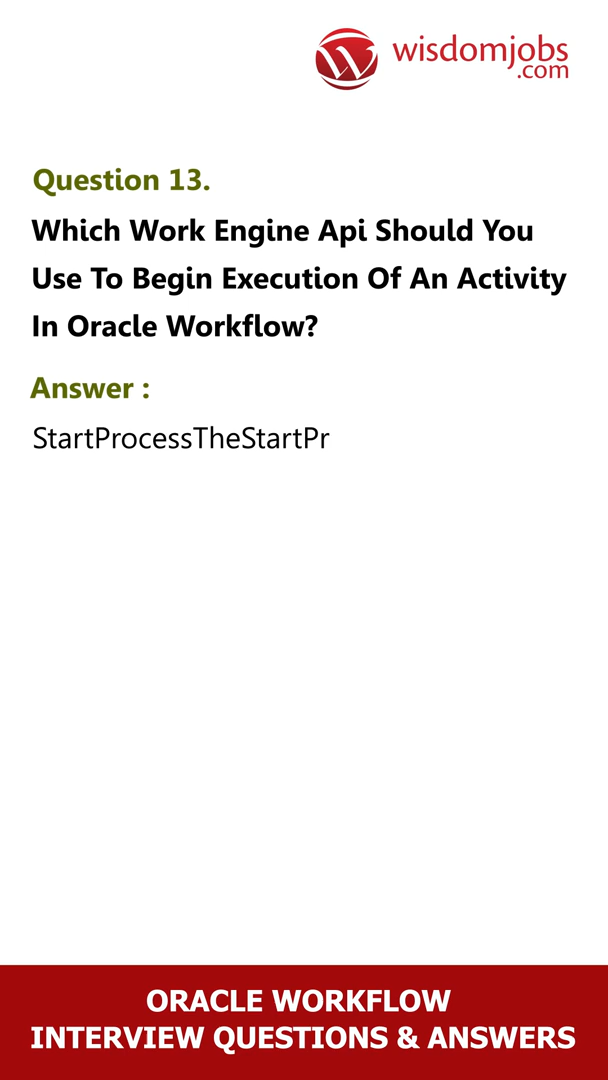 wisdomjobs
.com
Question 13.
Which Work Engine Api Should You
Use To Begin Execution Of An Activity
In Oracle Workflow?
Answer :
StartProcessTheStartPr
ORACLE WORKFLOW
INTERVIEW QUESTIONS & ANSWERS